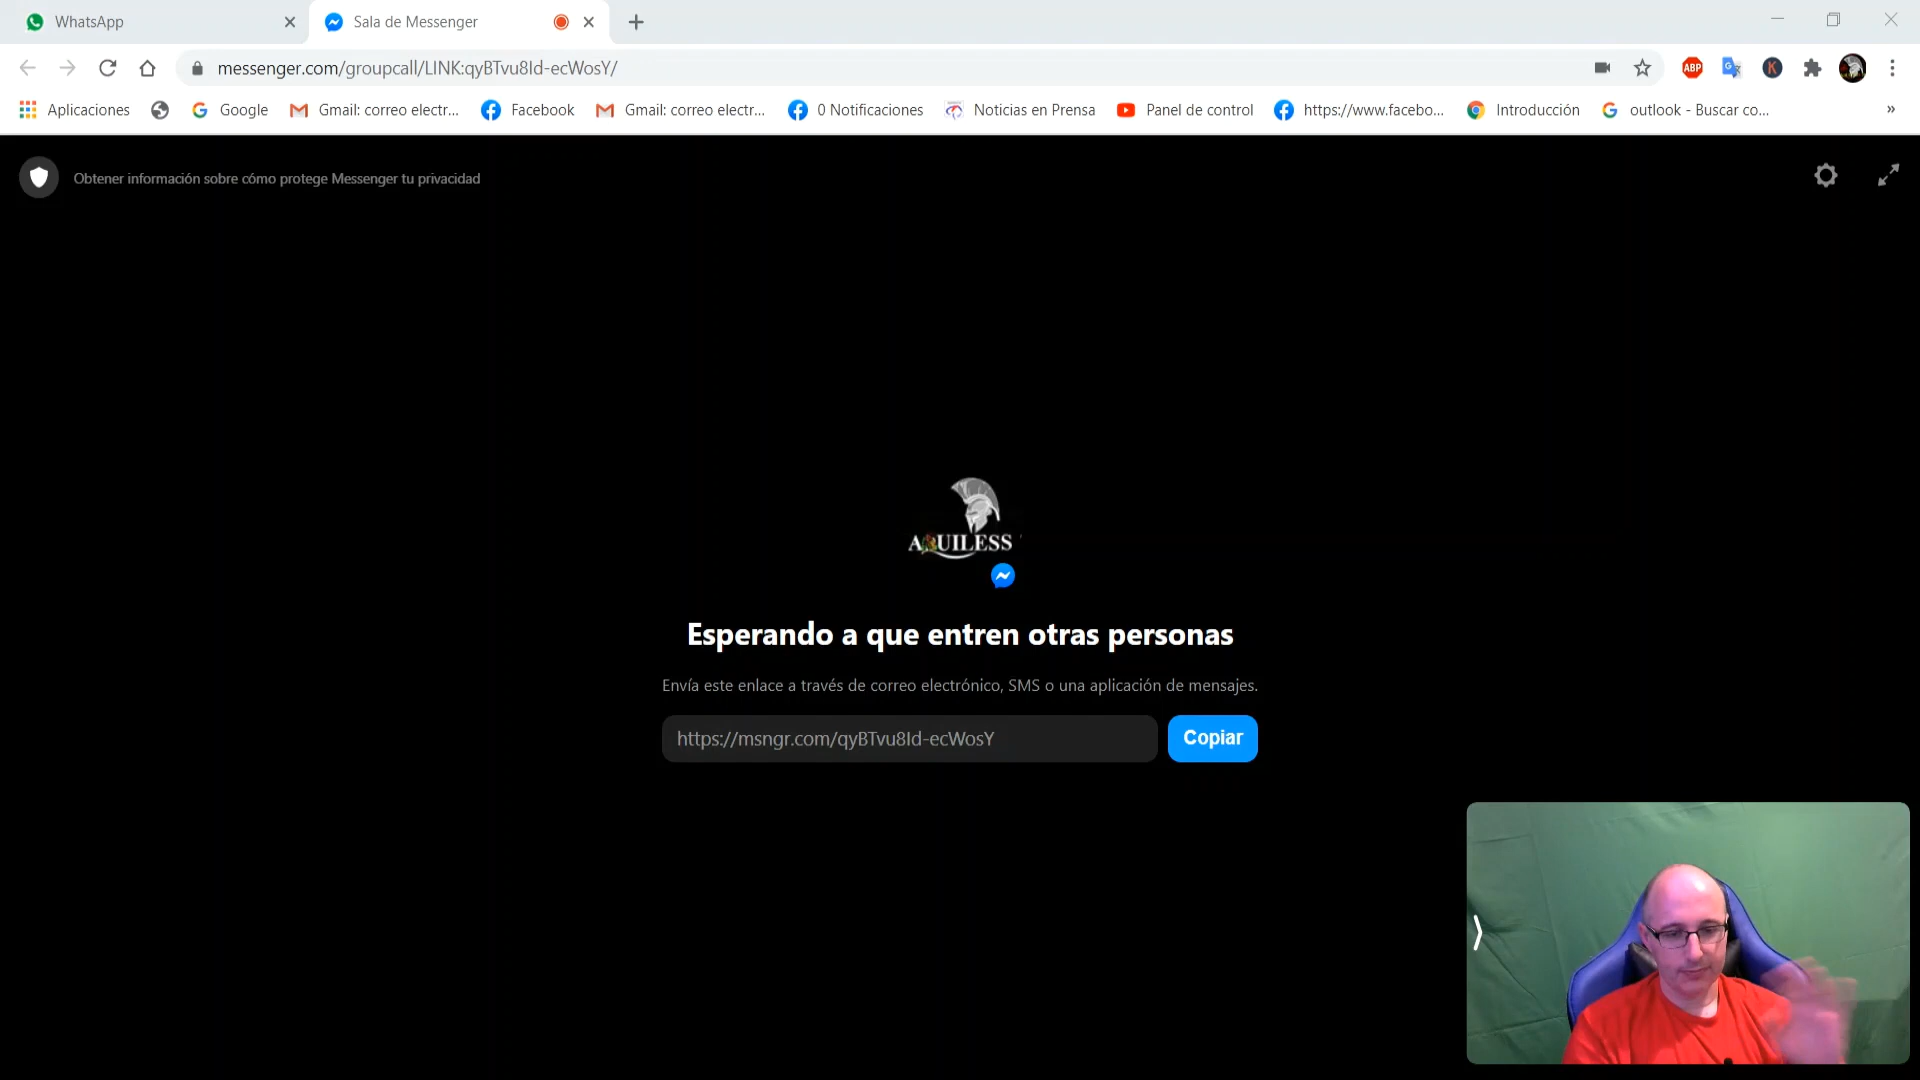 WhatsApp
Sala de Messenger
messenger.com/groupcall/LINK:qyBTvu8Id-ecWosY/
ABP
K
Aplicaciones
Google
Gmail: correo electr...
Facebook
Gmail: correo electr...
0 Notificaciones
Noticias en Prensa
Panel de control
https://www.facebo...
Introducción
outlook - Buscar co...
»
Obtener información sobre cómo protege Messenger tu privacidad
AQUILESS
Esperando a que entren otras personas
Envía este enlace a través de correo electrónico, SMS o una aplicación de mensajes.
https://msngr.com/qyBTvu8Id-ecWosY
Copiar